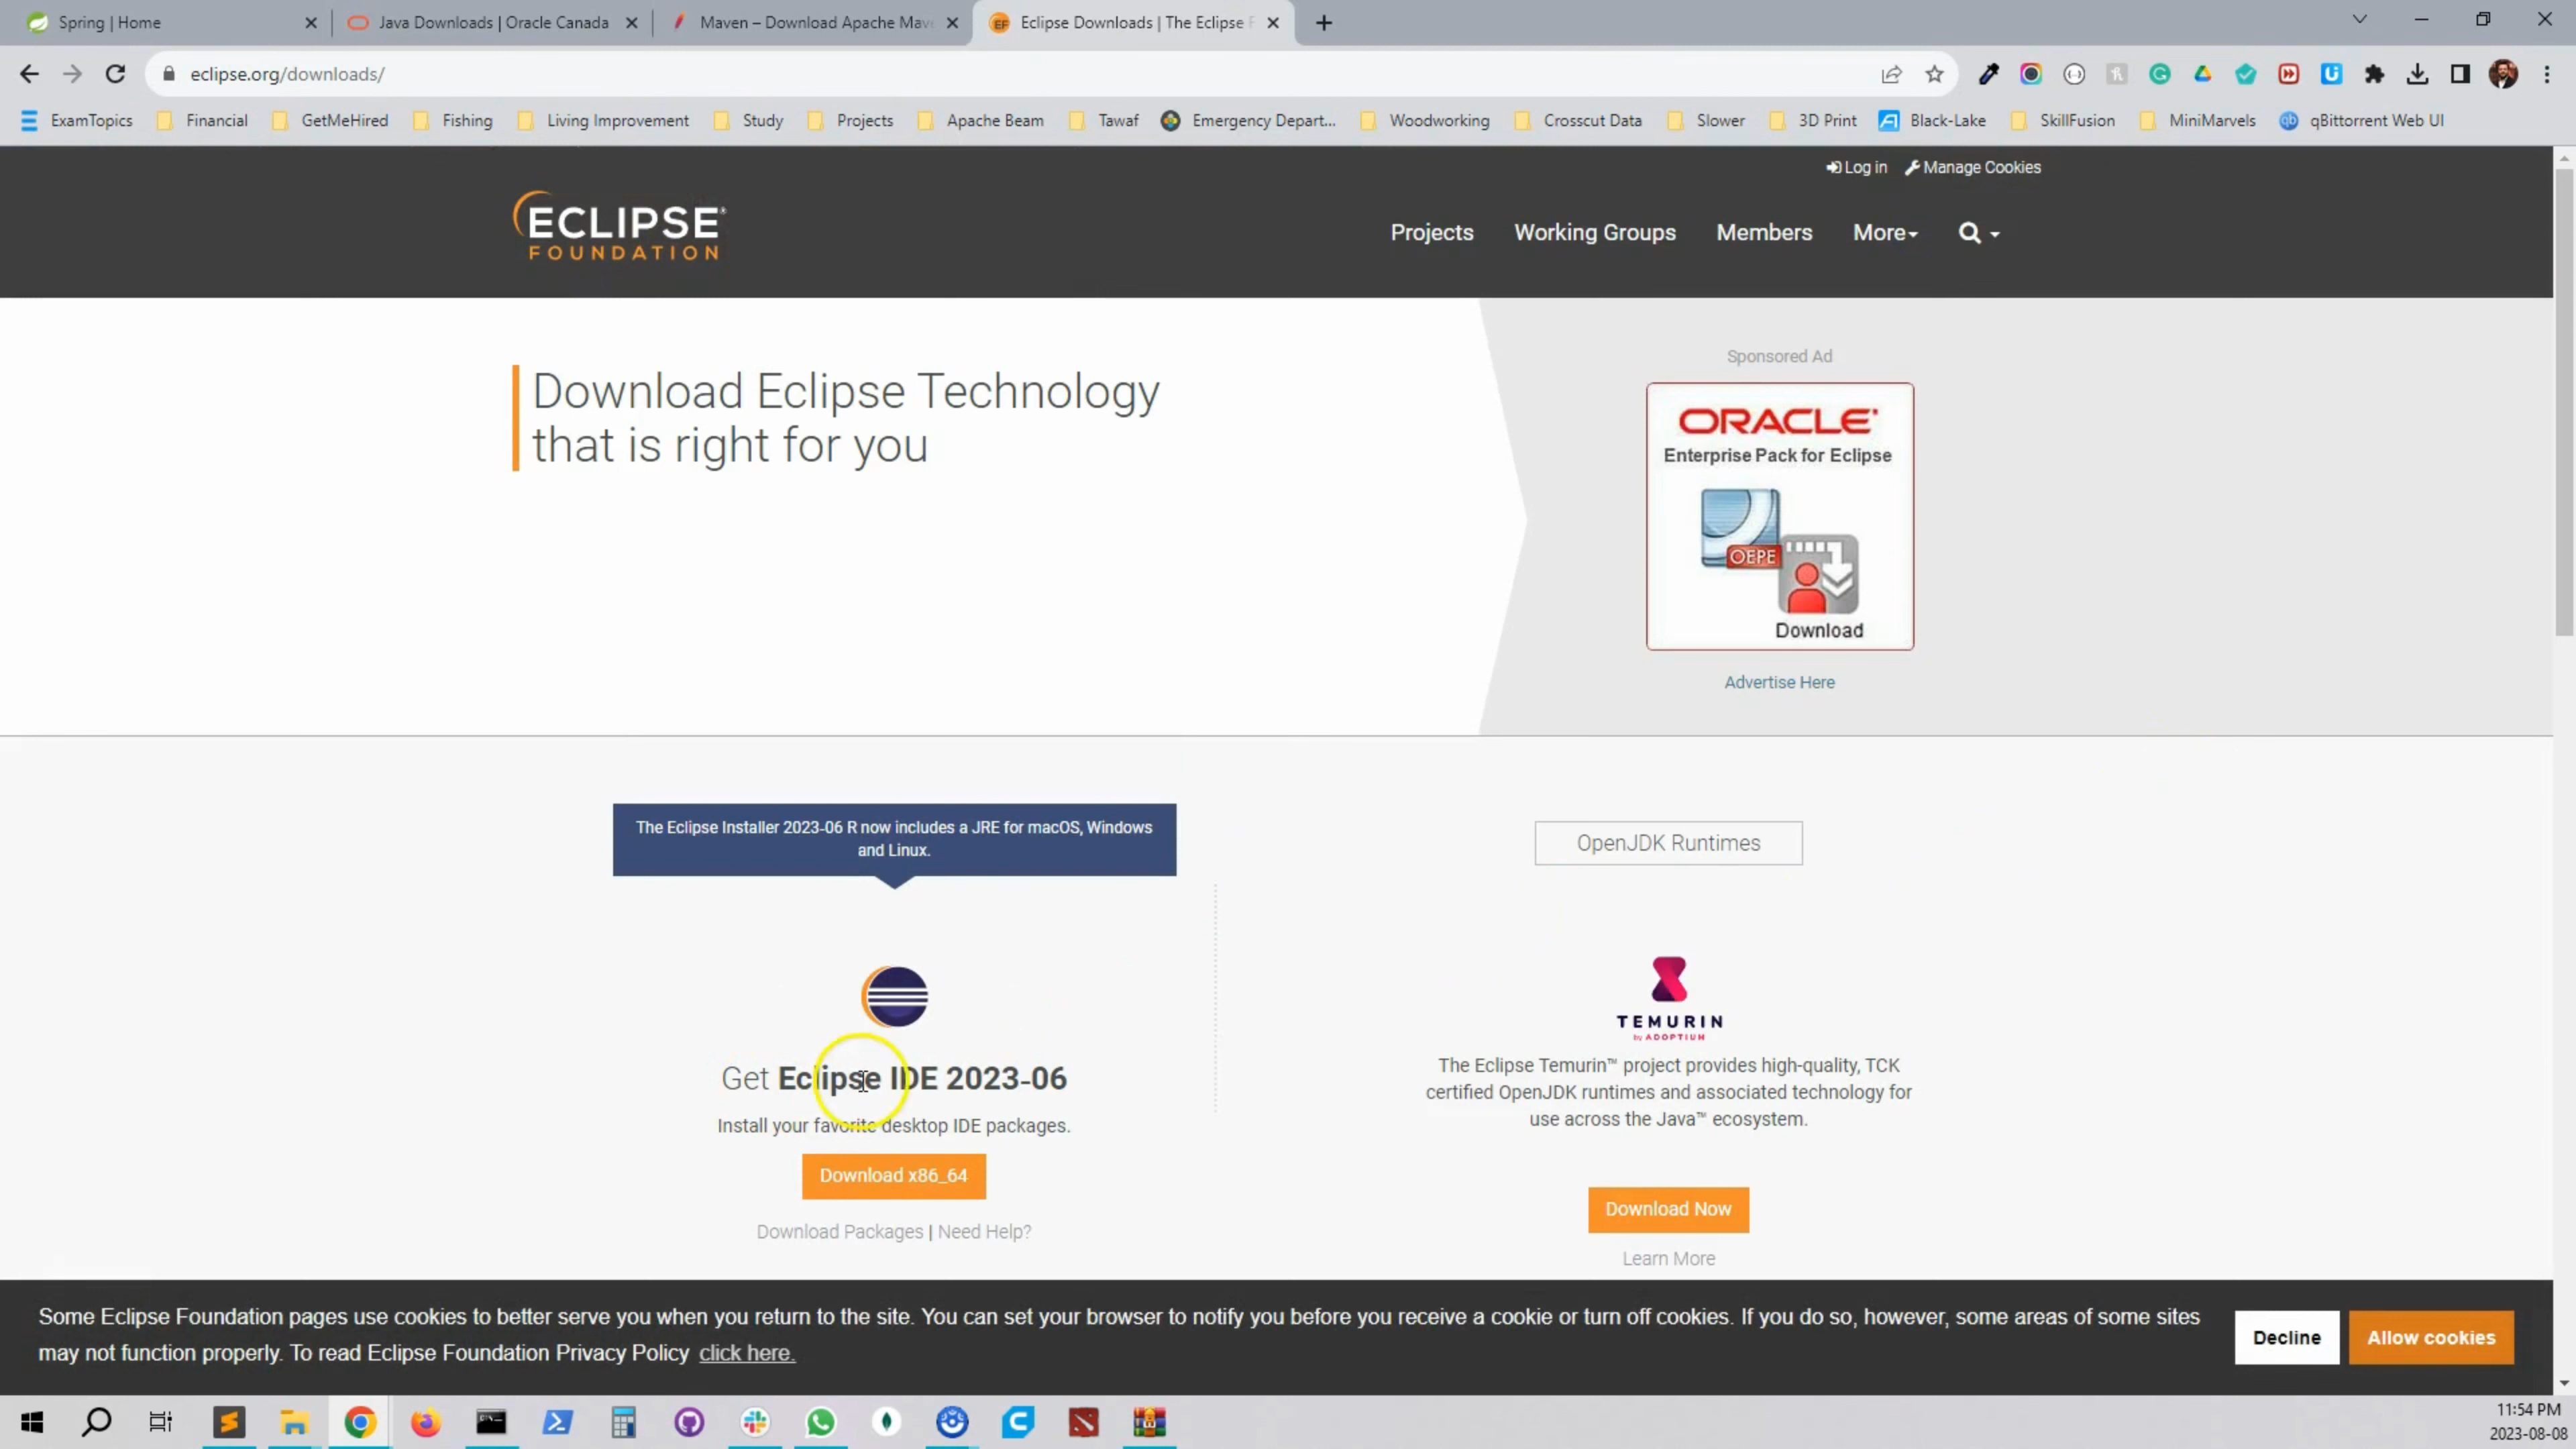 Spring | Home
Java Downloads | Oracle Canada
Maven – Download Apache Mav
Eclipse Downloads | The Eclipse F
eclipse.org/downloads/
ExamTopics Financial GetMeHired Fishing Living Improvement Study Projects Apache Beam Tawaf Emergency Depart... Woodworking Crosscut Data Slower 3D Print Black-Lake SkillFusion MiniMarvels qBittorrent Web UI
Log in Manage Cookies
ECLIPSE
FOUNDATION
Projects Working Groups Members More
Download Eclipse Technology
that is right for you
Sponsored Ad
ORACLE
Enterprise Pack for Eclipse
OEPE
Download
Advertise Here
The Eclipse Installer 2023-06 R now includes a JRE for macOS, Windows
and Linux.
Get Eclipse IDE 2023-06
Install your favorite desktop IDE packages.
Download x86_64
Download Packages | Need Help?
OpenJDK Runtimes
TEMURIN
by ADOPTIUM
The Eclipse Temurin™ project provides high-quality, TCK
certified OpenJDK runtimes and associated technology for
use across the Java™ ecosystem.
Download Now
Learn More
Some Eclipse Foundation pages use cookies to better serve you when you return to the site. You can set your browser to notify you before you receive a cookie or turn off cookies. If you do so, however, some areas of some sites
may not function properly. To read Eclipse Foundation Privacy Policy click here.
Decline Allow cookies
11:54 PM
2023-08-08